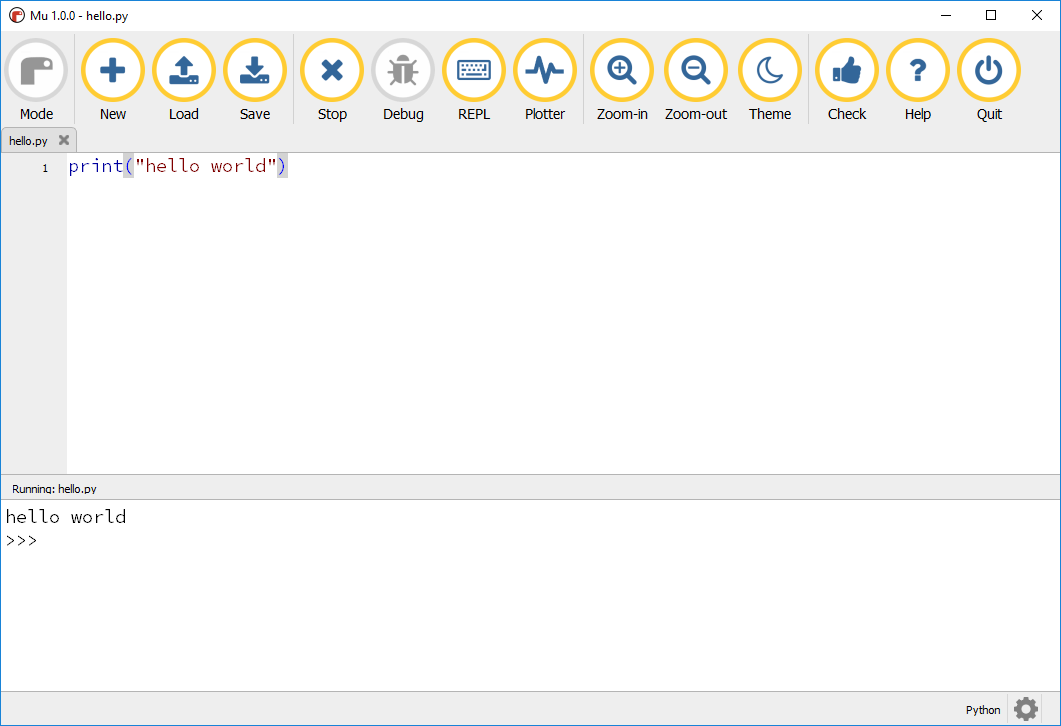 Mu 1.0.0 - hello.py
Mode New Load Save Stop Debug REPL Plotter Zoom-in Zoom-out Theme Check Help Quit
hello.py
1 print("hello world")
Running: hello.py
hello world
>>>
Python